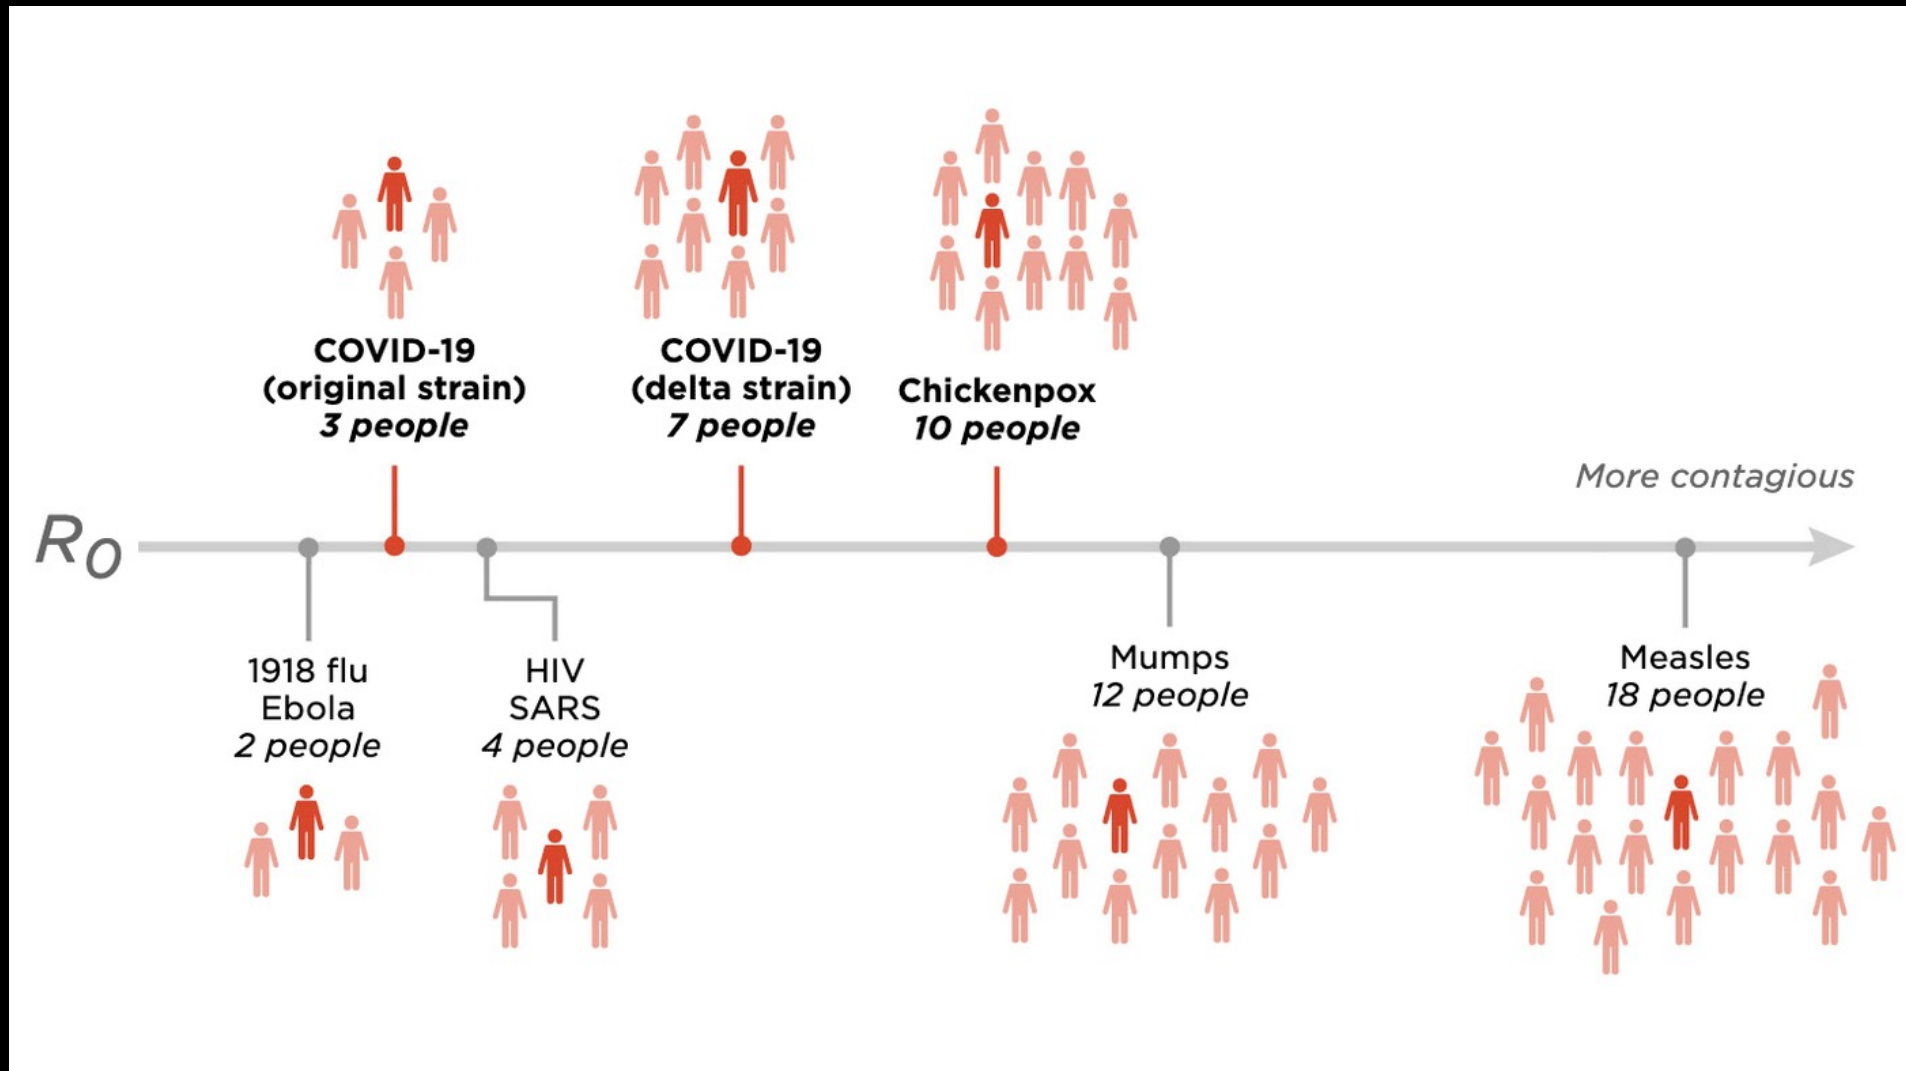 COVID-19
(original strain)
3 people
COVID-19
(delta strain)
7 people
Chickenpox
10 people
More contagious
R0
1918 flu
Ebola
2 people
HIV
SARS
4 people
Mumps
12 people
Measles
18 people